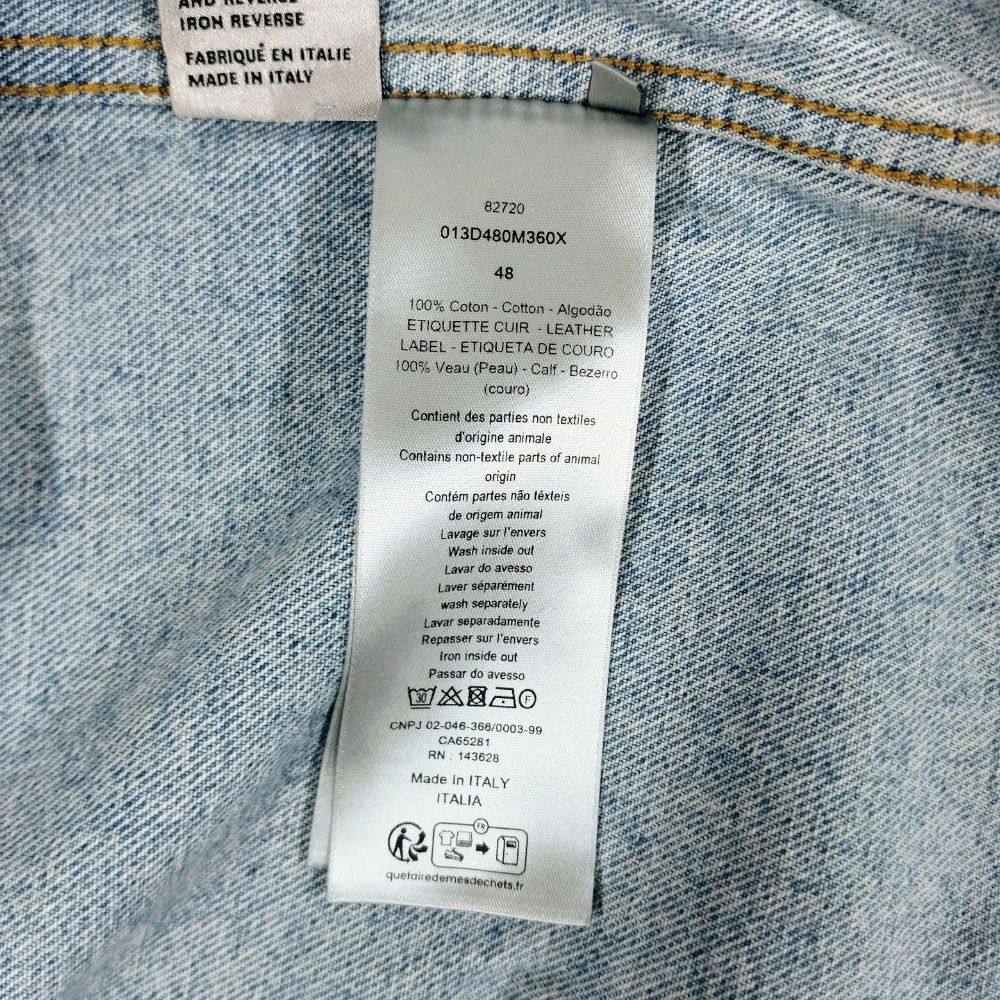 AND REVERSE
IRON REVERSE
FABRIQUÉ EN ITALIE
MADE IN ITALY
82720
013D480M360X
48
100% Coton - Cotton - Algodão
ETIQUETTE CUIR - LEATHER
LABEL - ETIQUETA DE COURO
100% Veau (Peau) - Calf - Bezerro
(couro)
Contient des parties non textiles
d'origine animale
Contains non-textile parts of animal
origin
Contém partes não têxteis
de origem animal
Lavage sur l'envers
Wash inside out
Lavar do avesso
Laver séparément
wash separately
Lavar separadamente
Repasser sur l'envers
Iron inside out
Passar do avesso
30 F
CNPJ 02-046-366/0003-99
CA65281
RN : 143628
Made In ITALY
ITALIA
FR
quefairedemesdechets.fr